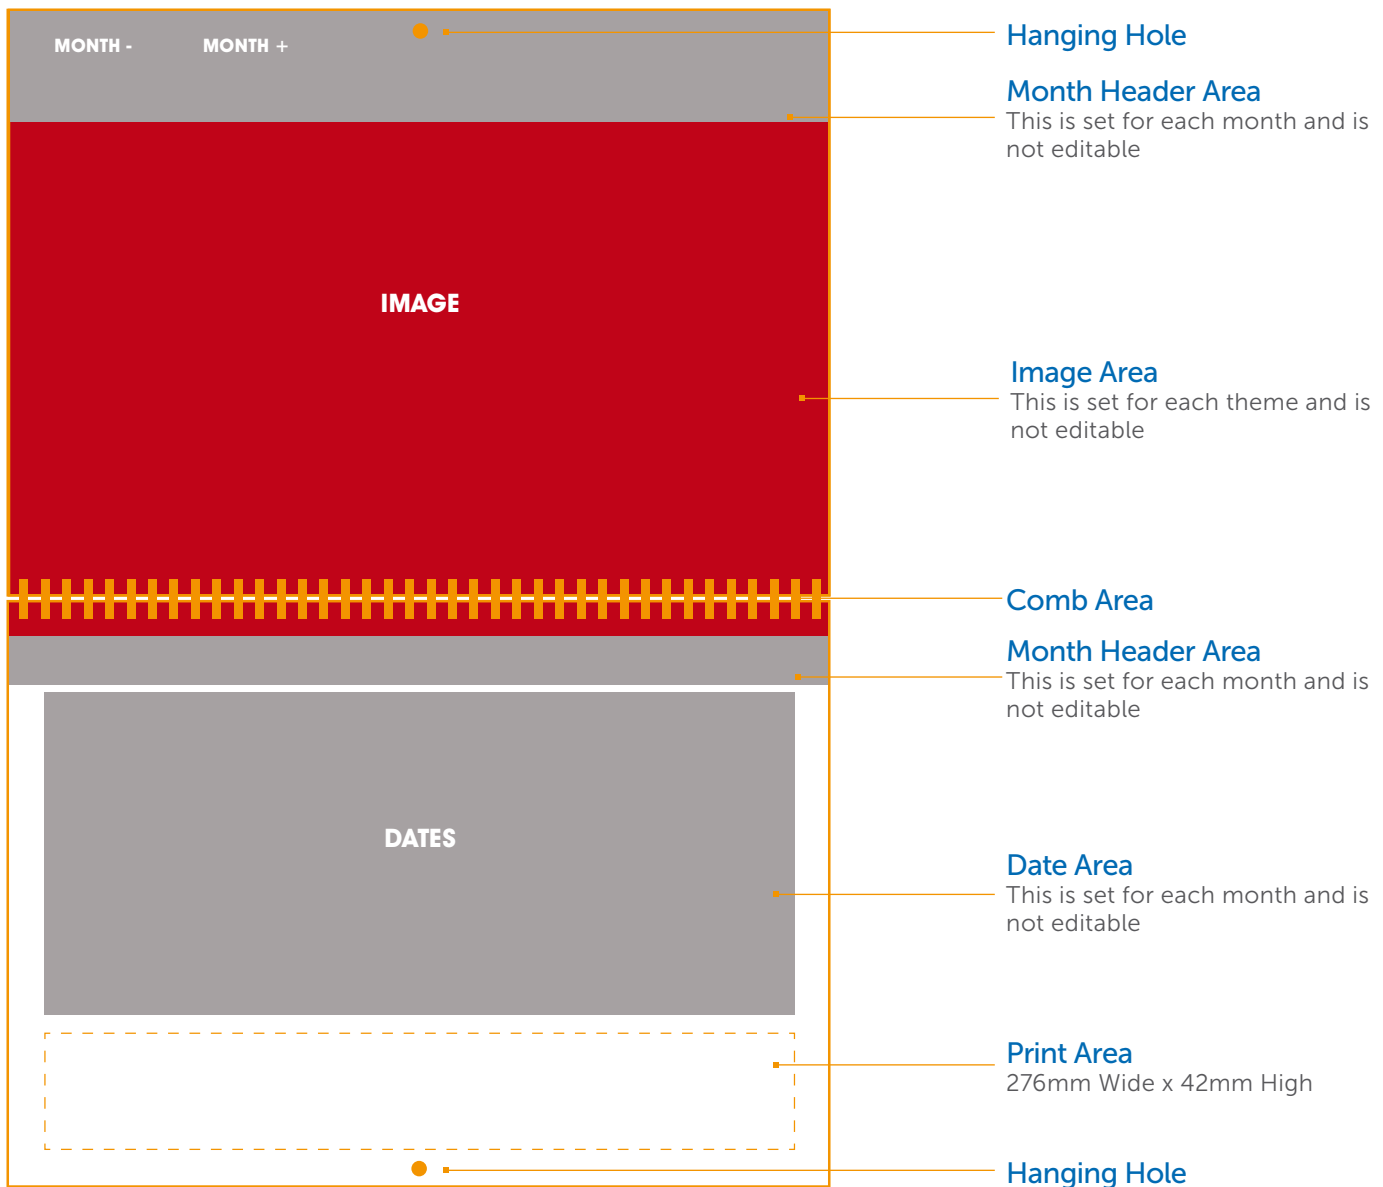 MONTH - MONTH +
Hanging Hole
Month Header Area
This is set for each month and is
not editable
IMAGE
Image Area
This is set for each theme and is
not editable
Comb Area
Month Header Area
This is set for each month and is
not editable
DATES
Date Area
This is set for each month and is
not editable
Print Area
276mm Wide x 42mm High
Hanging Hole